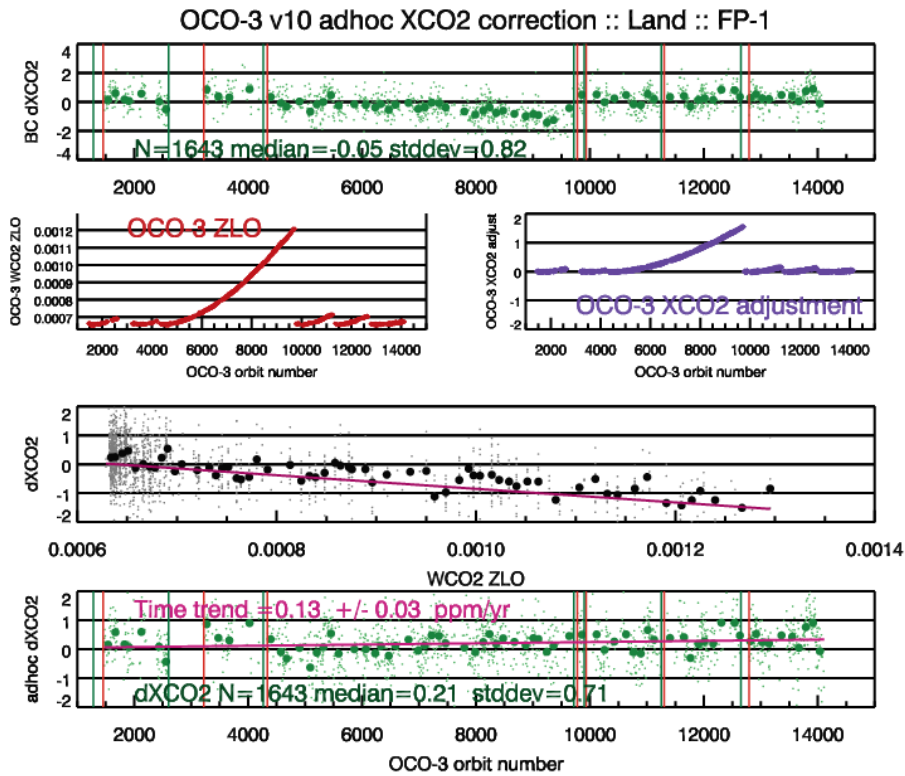 OCO-3 v10 adhoc XCO2 correction :: Land :: FP-1
BC dXCO2
4
2
0
-2
-4
N=1643 median=-0.05 stddev=0.82
2000 4000 6000 8000 10000 12000 14000
OCO-3 WCO2 ZLO
0.0012
0.0011
0.0010
0.0009
0.0008
0.0007
OCO-3 ZLO
2000 4000 6000 8000 10000 12000 14000
OCO-3 orbit number
OCO-3 XCO2 adjust
2
1
0
-1
-2
OCO-3 XCO2 adjustment
2000 4000 6000 8000 10000 12000 14000
OCO-3 orbit number
dXCO2
2
1
0
-1
-2
0.0006 0.0008 0.0010 0.0012 0.0014
WCO2 ZLO
adhoc dXCO2
2
1
0
-1
-2
Time trend =0.13 +/- 0.03 ppm/yr
dXCO2 N=1643 median=0.21 stddev=0.71
2000 4000 6000 8000 10000 12000 14000
OCO-3 orbit number